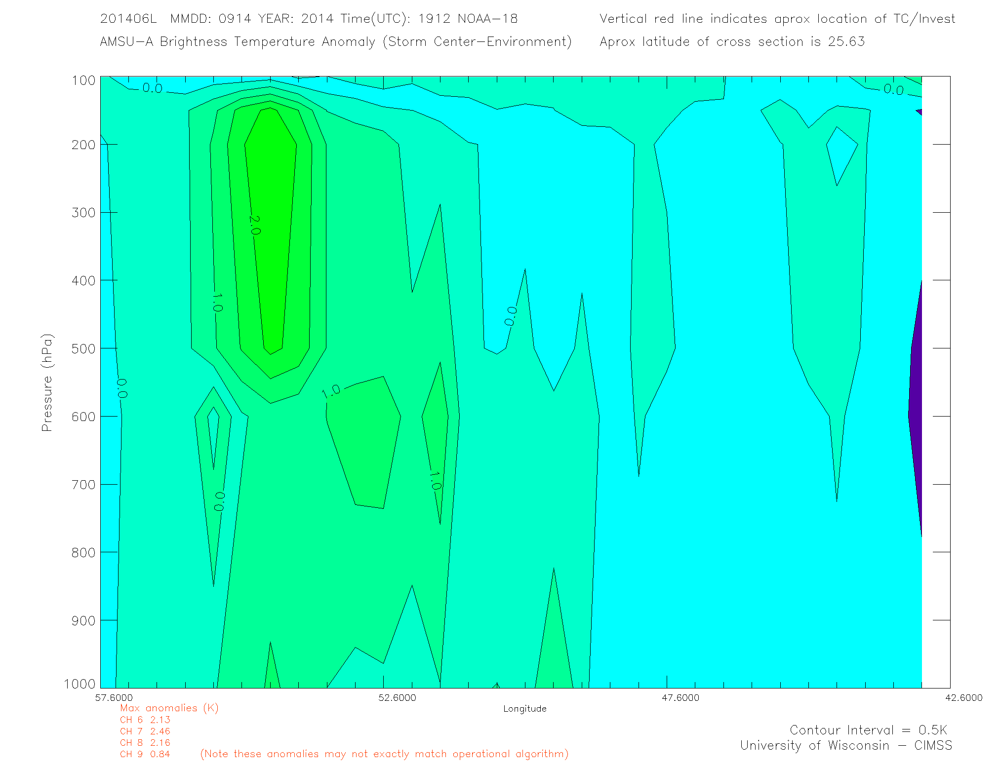 201406L MMDD: 0914 YEAR: 2014 Time(UTC): 1912 NOAA-18
Vertical red line indicates aprox location of TC/Invest
AMSU-A Brightness Temperature Anomaly (Storm Center-Environment)
Aprox latitude of cross section is 25.63
100
200
300
400
500
600
700
800
900
1000
Pressure (hPa)
0.0
0.0
2.0
1.0
0.0
0.0
1.0
1.0
0.0
57.6000
52.6000
47.6000
42.6000
Longitude
Max anomalies (K)
CH 6 2.13
CH 7 2.46
CH 8 2.16
CH 9 0.84
(Note these anomalies may not exactly match operational algorithm)
Contour Interval = 0.5K
University of Wisconsin - CIMSS